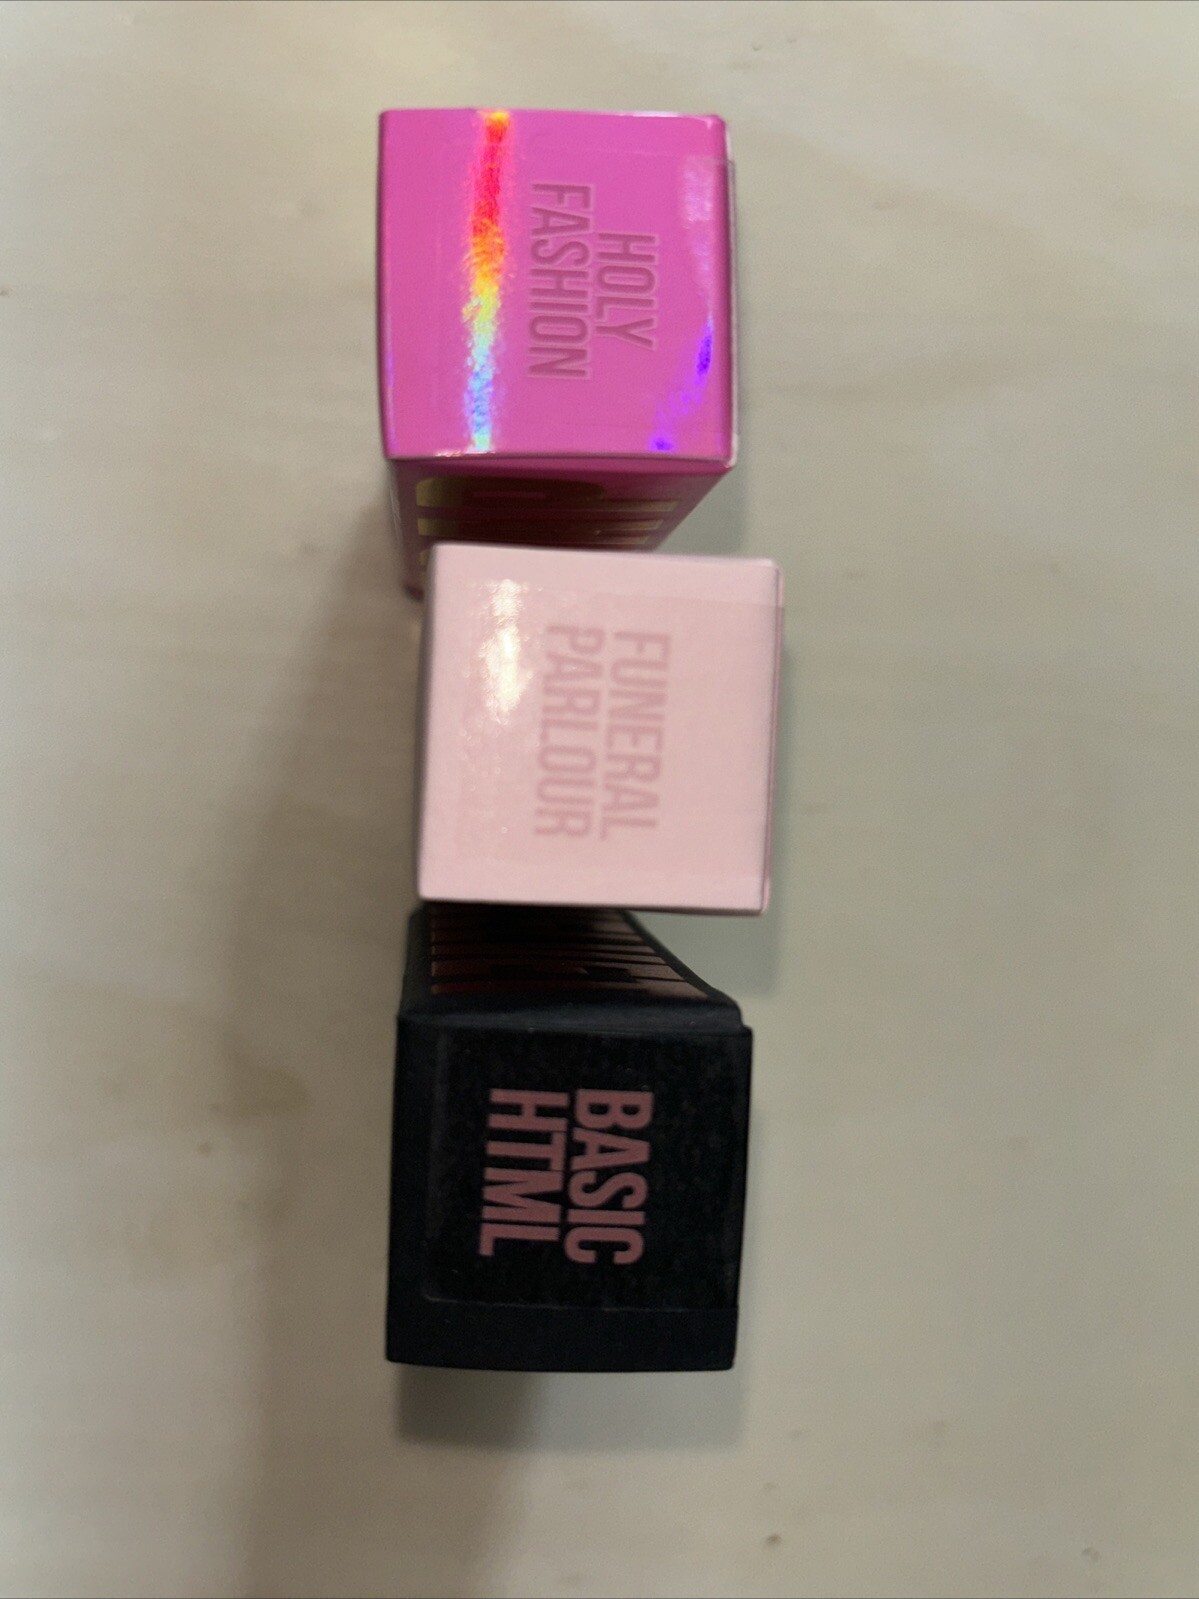 HOLY
FASHION
FUNERAL
PARLOUR
BASIC
HTML